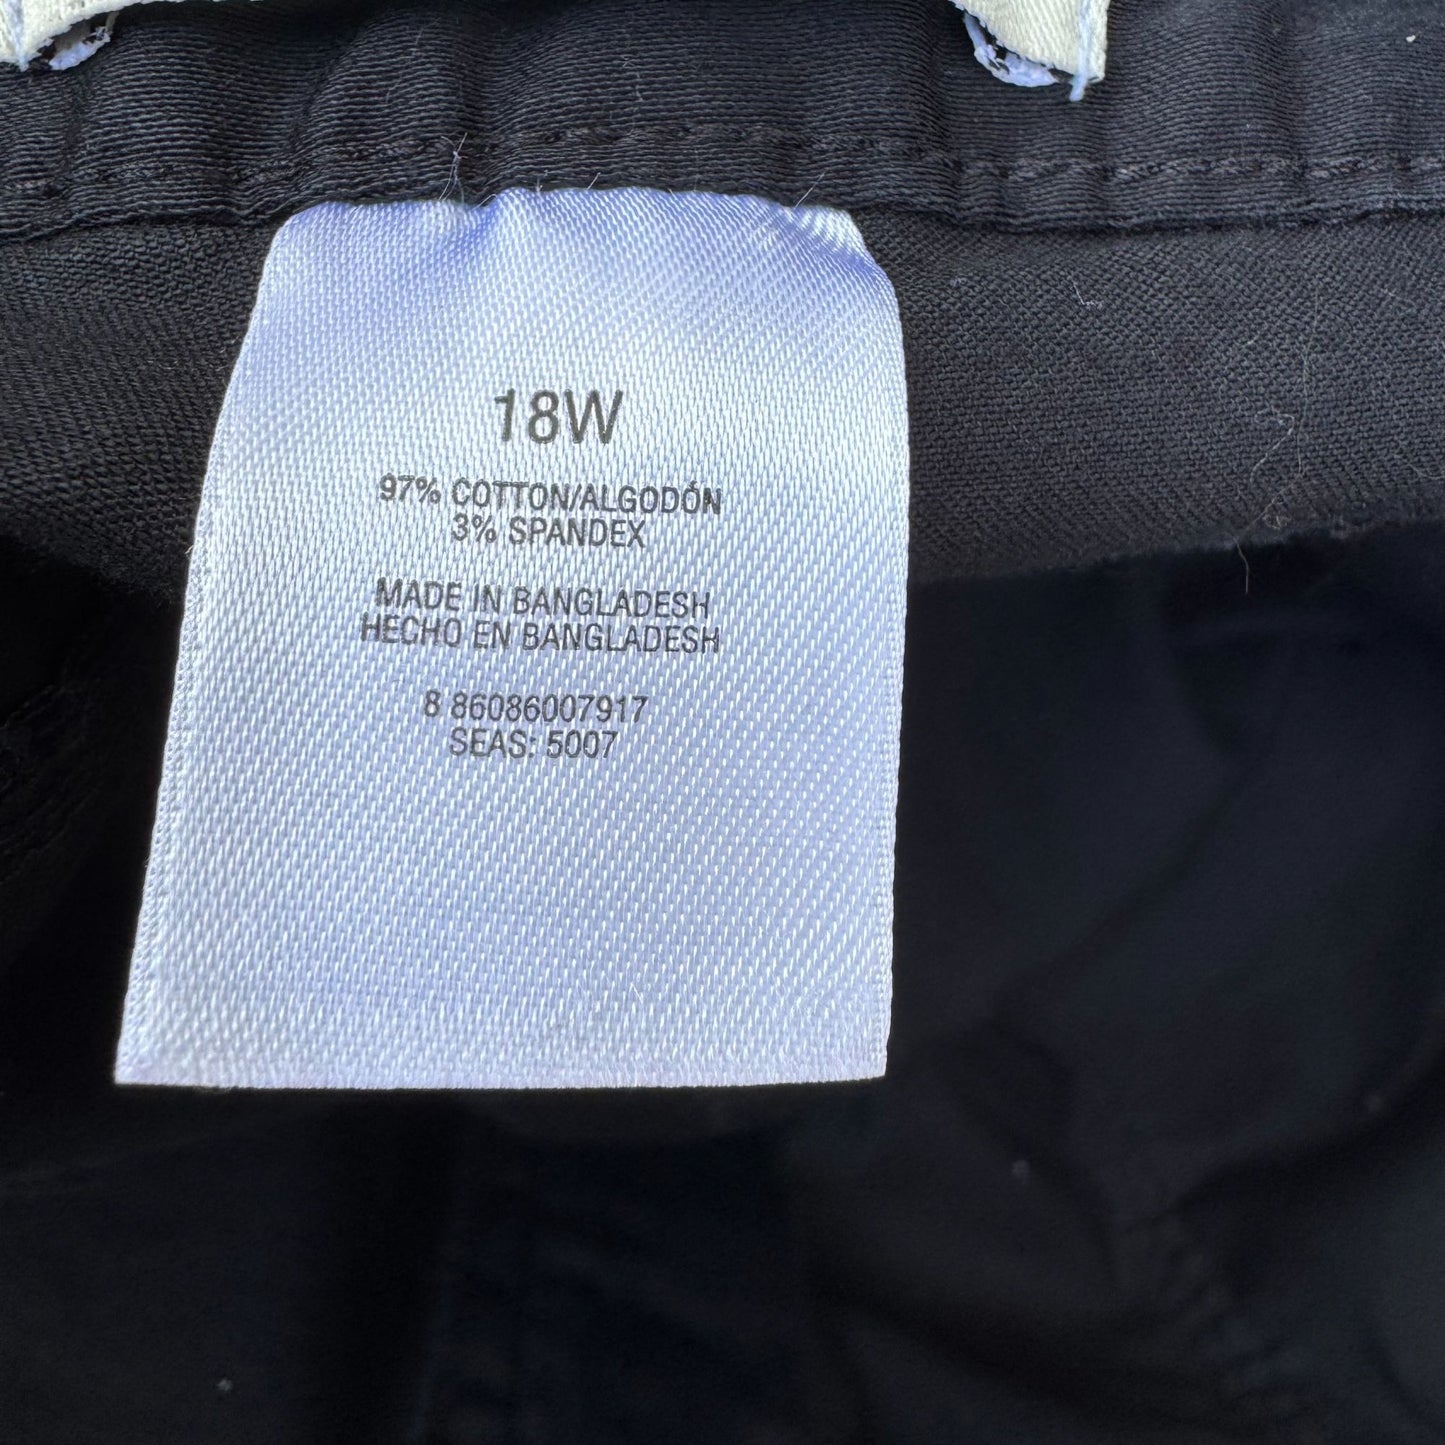 18W
97% COTTON/ALGODÓN
3% SPANDEX
MADE IN BANGLADESH
HECHO EN BANGLADESH
8 86086007917
SEAS: 5007